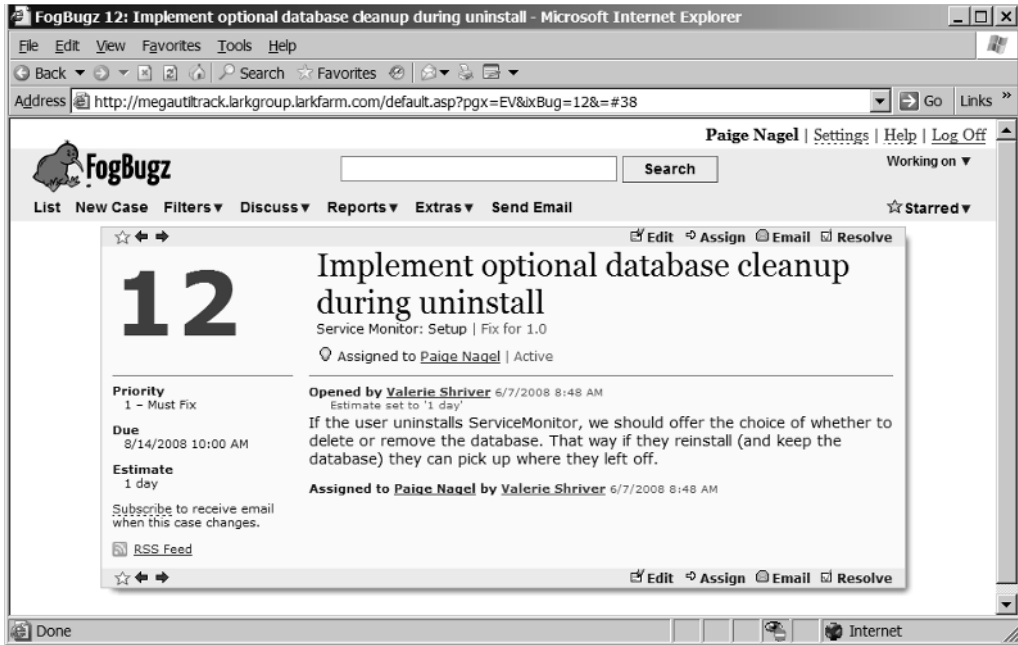 FogBugz 12: Implement optional database cleanup during uninstall - Microsoft Internet Explorer
File Edit View Favorites Tools Help
Back Search Favorites
Address http://megautiltrack.larkgroup.larkfarm.com/default.asp?pgx=EV&ixBug=12&=#38 Go Links »
Paige Nagel | Settings | Help | Log Off
FogBugz Search Working on ▼
List New Case Filters▼ Discuss▼ Reports▼ Extras▼ Send Email Starred▼
Edit Assign Email Resolve
12
Implement optional database cleanup
during uninstall
Service Monitor: Setup | Fix for 1.0
Assigned to Paige Nagel | Active
Priority
1 – Must Fix
Due
8/14/2008 10:00 AM
Estimate
1 day
Subscribe to receive email
when this case changes.
RSS Feed
Opened by Valerie Shriver 6/7/2008 8:48 AM
Estimate set to '1 day'
If the user uninstalls ServiceMonitor, we should offer the choice of whether to
delete or remove the database. That way if they reinstall (and keep the
database) they can pick up where they left off.
Assigned to Paige Nagel by Valerie Shriver 6/7/2008 8:48 AM
Edit Assign Email Resolve
Done Internet